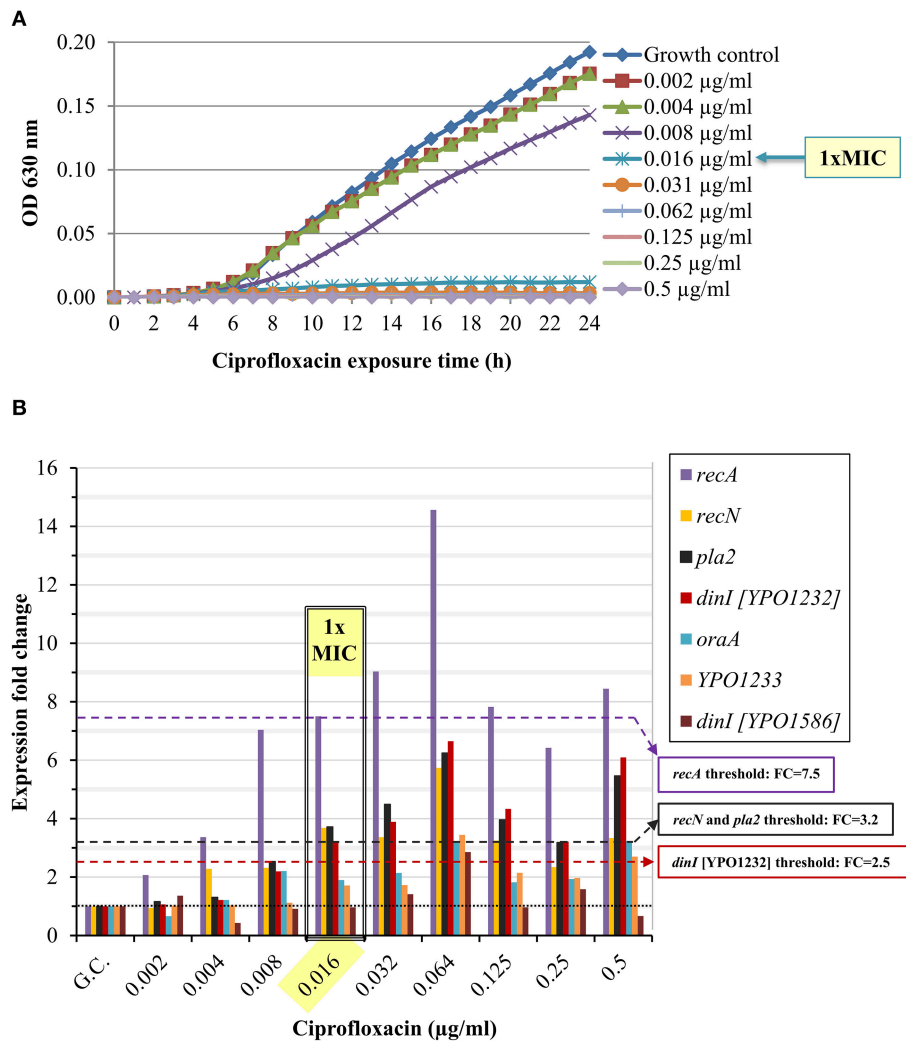 A
OD 630 nm
0.20
0.15
0.10
0.05
0.00
0 2 4 6 8 10 12 14 16 18 20 22 24
Ciprofloxacin exposure time (h)
Growth control
0.002 µg/ml
0.004 µg/ml
0.008 µg/ml
0.016 µg/ml
0.031 µg/ml
0.062 µg/ml
0.125 µg/ml
0.25 µg/ml
0.5 µg/ml
1xMIC
B
Expression fold change
16
14
12
10
8
6
4
2
0
1x
MIC
G.C. 0.002 0.004 0.008 0.016 0.032 0.064 0.125 0.25 0.5
Ciprofloxacin (µg/ml)
recA
recN
pla2
dinI [YPO1232]
oraA
YPO1233
dinI [YPO1586]
recA threshold: FC=7.5
recN and pla2 threshold: FC=3.2
dinI [YPO1232] threshold: FC=2.5